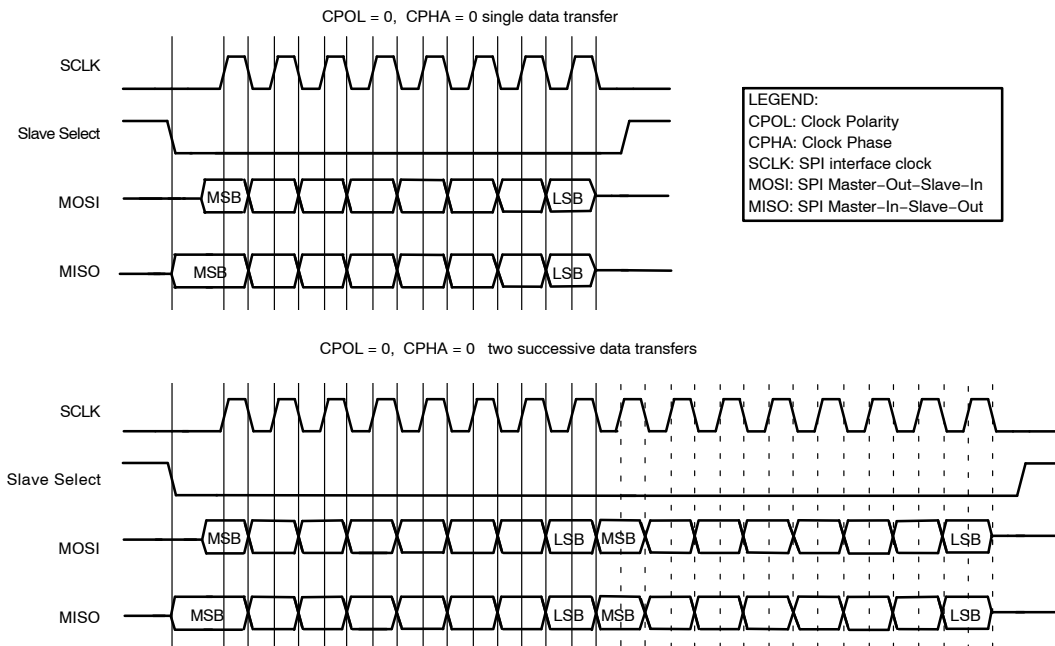 CPOL = 0, CPHA = 0 single data transfer
SCLK
Slave Select
MOSI
MSB
LSB
MISO
MSB
LSB
LEGEND:
CPOL: Clock Polarity
CPHA: Clock Phase
SCLK: SPI interface clock
MOSI: SPI Master−Out−Slave−In
MISO: SPI Master−In−Slave−Out
CPOL = 0, CPHA = 0 two successive data transfers
SCLK
Slave Select
MOSI
MSB
LSB
MSB
LSB
MISO
MSB
LSB
MSB
LSB